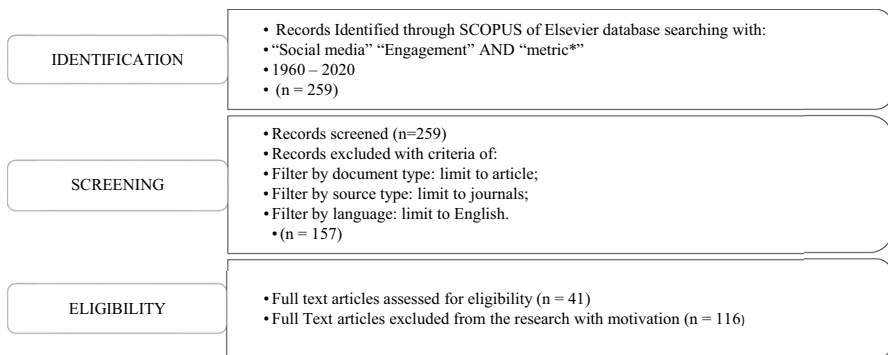 IDENTIFICATION
• Records Identified through SCOPUS of Elsevier database searching with:
• “Social media” “Engagement” AND “metric*”
• 1960 – 2020
• (n = 259)
SCREENING
• Records screened (n=259)
• Records excluded with criteria of:
• Filter by document type: limit to article;
• Filter by source type: limit to journals;
• Filter by language: limit to English.
• (n = 157)
ELIGIBILITY
• Full text articles assessed for eligibility (n = 41)
• Full Text articles excluded from the research with motivation (n = 116)